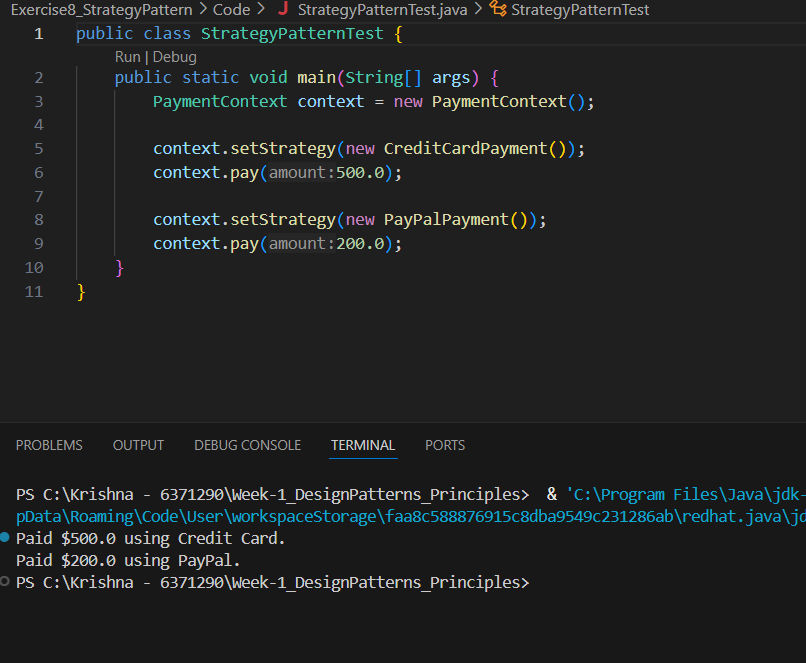 Exercise8_StrategyPattern > Code > J StrategyPatternTest.java > StrategyPatternTest
1 public class StrategyPatternTest {
Run | Debug
2 public static void main(String[] args) {
3 PaymentContext context = new PaymentContext();
4
5 context.setStrategy(new CreditCardPayment());
6 context.pay(amount:500.0);
7
8 context.setStrategy(new PayPalPayment());
9 context.pay(amount:200.0);
10 }
11 }
PROBLEMS OUTPUT DEBUG CONSOLE TERMINAL PORTS
PS C:\Krishna - 6371290\Week-1_DesignPatterns_Principles> & 'C:\Program Files\Java\jdk-
pData\Roaming\Code\User\workspaceStorage\faa8c588876915c8dba9549c231286ab\redhat.java\jd
Paid $500.0 using Credit Card.
Paid $200.0 using PayPal.
PS C:\Krishna - 6371290\Week-1_DesignPatterns_Principles>